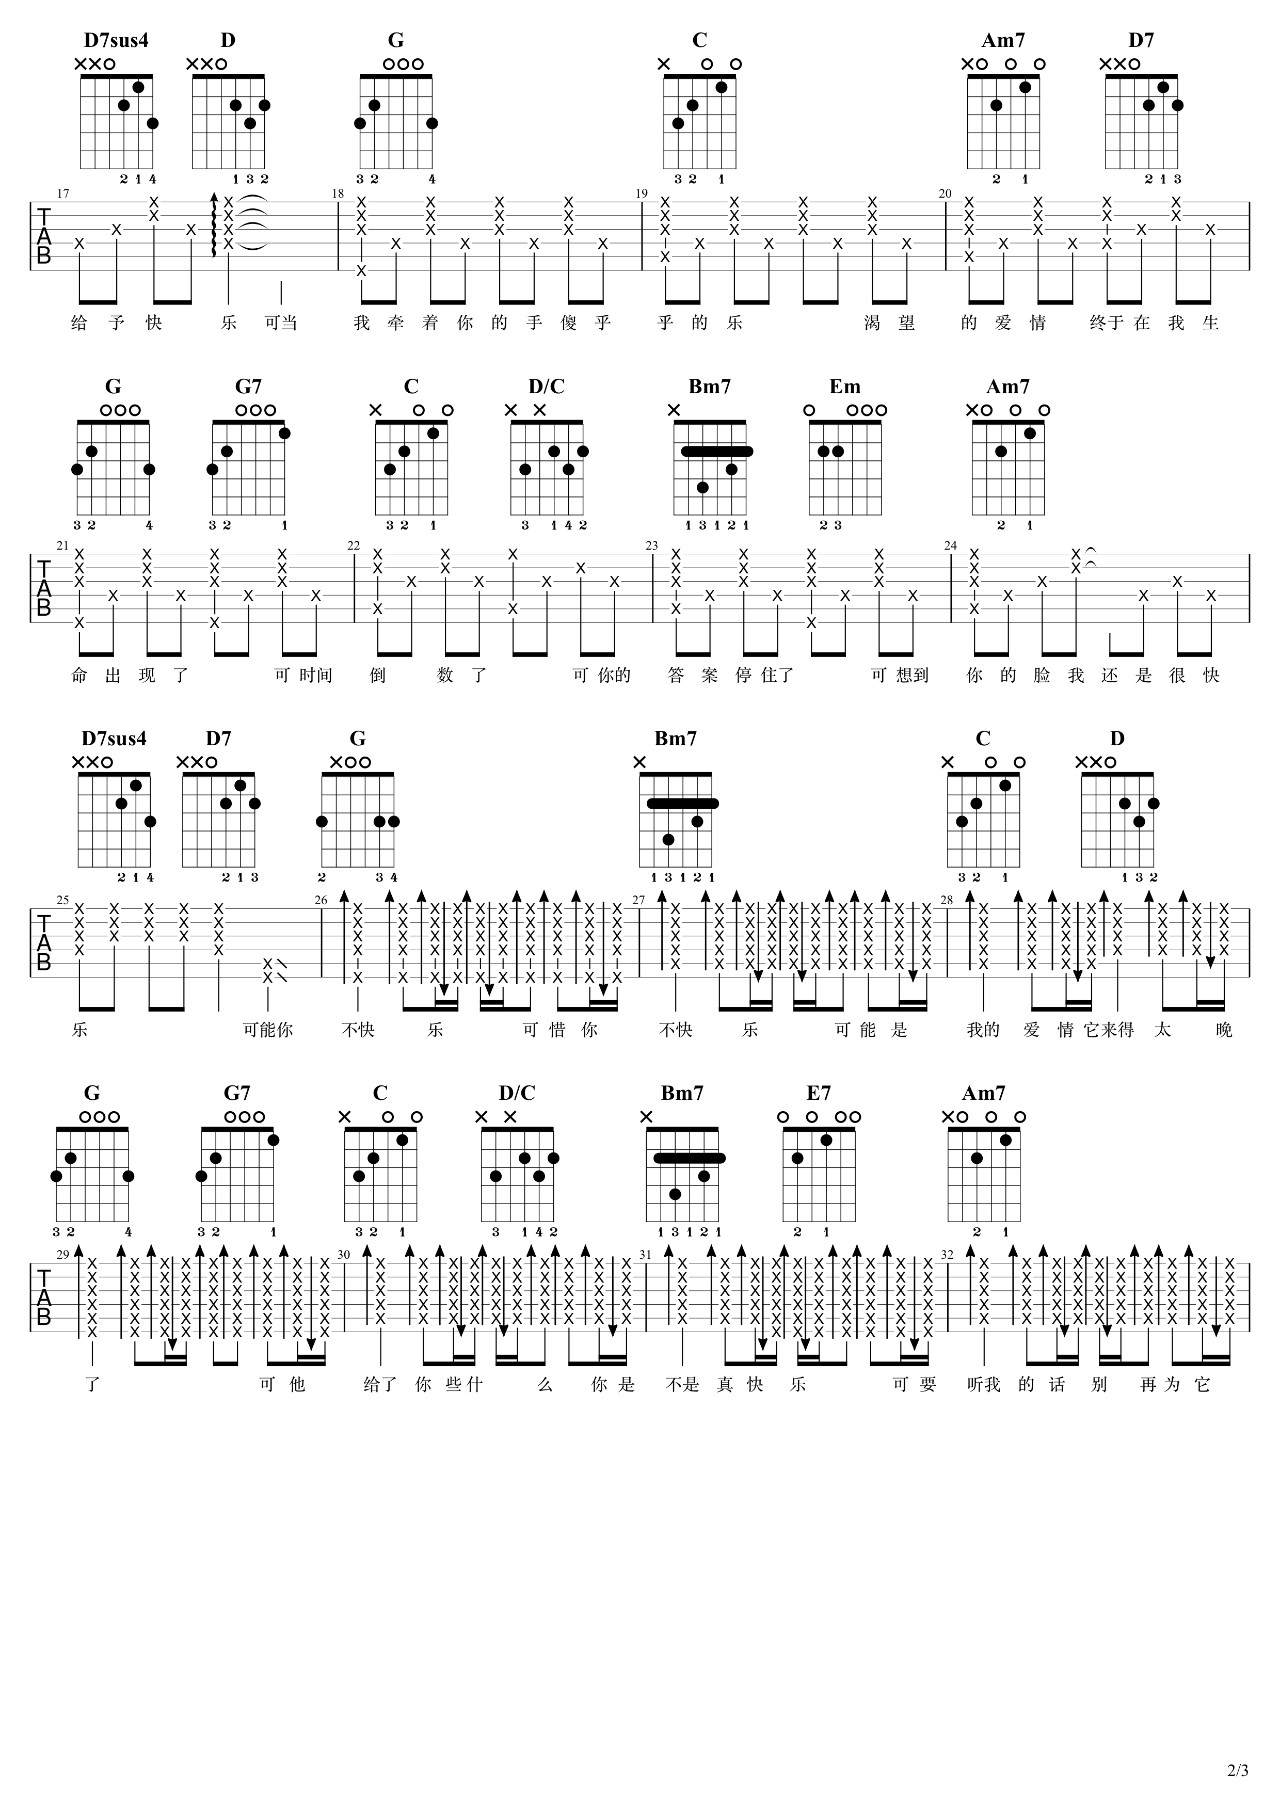 D7sus4 D G C Am7 D7
2 1 4 1 3 2 3 2 4 3 2 1 2 1 2 1 3
17 18 19 20
T
A
B
给 予 快 乐 可当 我 牵 着 你 的 手 傻 乎 乎 的 乐 渴 望 的 爱 情 终于 在 我 生
G G7 C D/C Bm7 Em Am7
3 2 4 3 2 1 3 2 1 3 1 4 2 1 3 1 2 1 2 3 2 1
21 22 23 24
T
A
B
命 出 现 了 可 时间 倒 数 了 可 你的 答 案 停 住了 可 想到 你 的 脸 我 还 是 很 快
D7sus4 D7 G Bm7 C D
2 1 4 2 1 3 2 3 4 1 3 1 2 1 3 2 1 1 3 2
25 26 27 28
T
A
B
乐 可能你 不快 乐 可 惜 你 不快 乐 可 能 是 我的 爱 情 它来得 太 晚
G G7 C D/C Bm7 E7 Am7
3 2 4 3 2 1 3 2 1 3 1 4 2 1 3 1 2 1 2 1 2 1
29 30 31 32
T
A
B
了 可 他 给了 你 些 什 么 你 是 不是 真 快 乐 可 要 听我 的 话 别 再 为 它
2/3